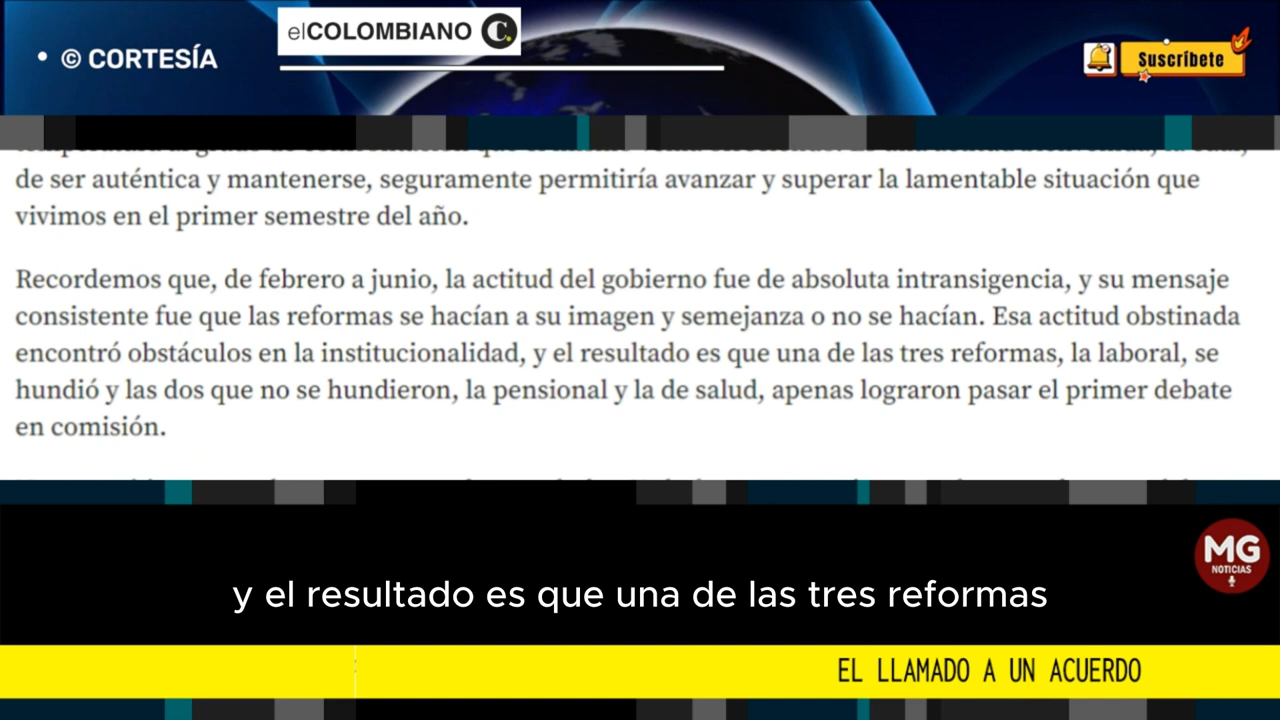 elCOLOMBIANO C.
• © CORTESÍA
Suscríbete
de ser auténtica y mantenerse, seguramente permitiría avanzar y superar la lamentable situación que
vivimos en el primer semestre del año.
Recordemos que, de febrero a junio, la actitud del gobierno fue de absoluta intransigencia, y su mensaje
consistente fue que las reformas se hacían a su imagen y semejanza o no se hacían. Esa actitud obstinada
encontró obstáculos en la institucionalidad, y el resultado es que una de las tres reformas, la laboral, se
hundió y las dos que no se hundieron, la pensional y la de salud, apenas lograron pasar el primer debate
en comisión.
MG
NOTICIAS
y el resultado es que una de las tres reformas
EL LLAMADO A UN ACUERDO